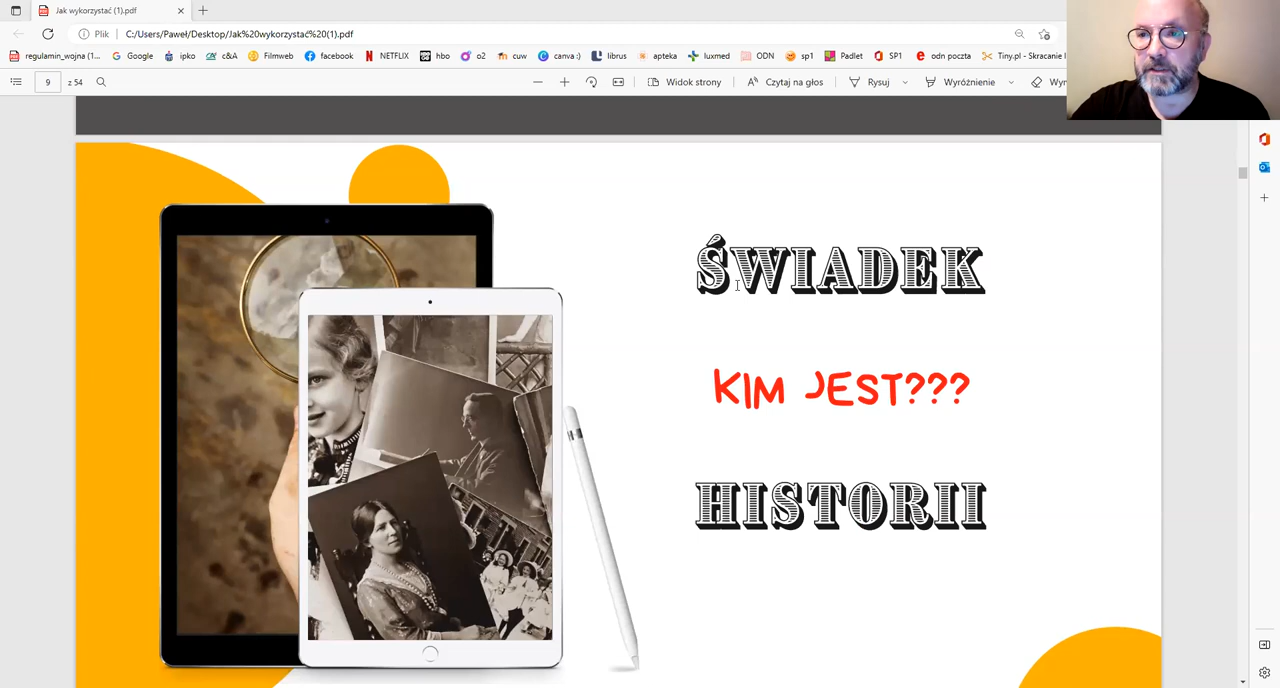 Jak wykorzystać (1).pdf
Plik
C:/Users/Paweł/Desktop/Jak%20wykorzystać%20(1).pdf
regulamin_wojna (1...
Google
ipko
c&A
Filmweb
facebook
NETFLIX
hbo
o2
cuw
canva :)
librus
apteka
luxmed
ODN
sp1
Padlet
SP1
odn poczta
Tiny.pl - Skracanie l
9
z 54
Widok strony
Czytaj na głos
Rysuj
Wyróżnienie
ŚWIADEK
KIM JEST???
HISTORII